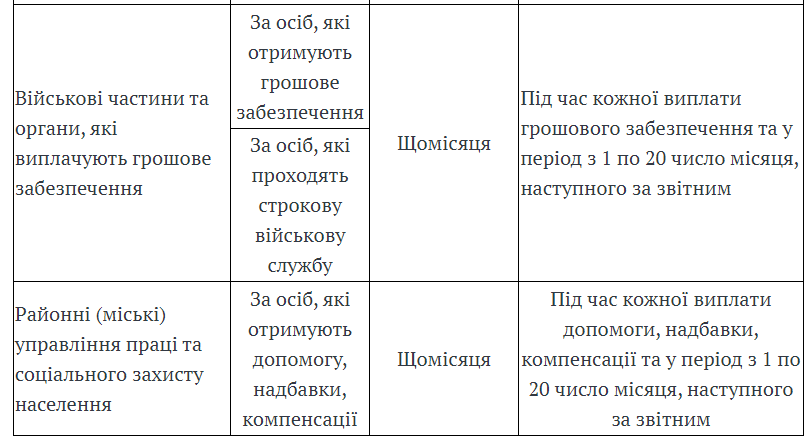 Військові частини та
органи, які
виплачують грошове
забезпечення
За осіб, які
отримують
грошове
забезпечення
За осіб, які
проходять
строкову
військову
службу
Щомісяця
Під час кожної виплати
грошового забезпечення та у
період з 1 по 20 число місяця,
наступного за звітним
Районні (міські)
управління праці та
соціального захисту
населення
За осіб, які
отримують
допомогу,
надбавки,
компенсації
Щомісяця
Під час кожної виплати
допомоги, надбавки,
компенсації та у період з 1 по
20 число місяця, наступного
за звітним